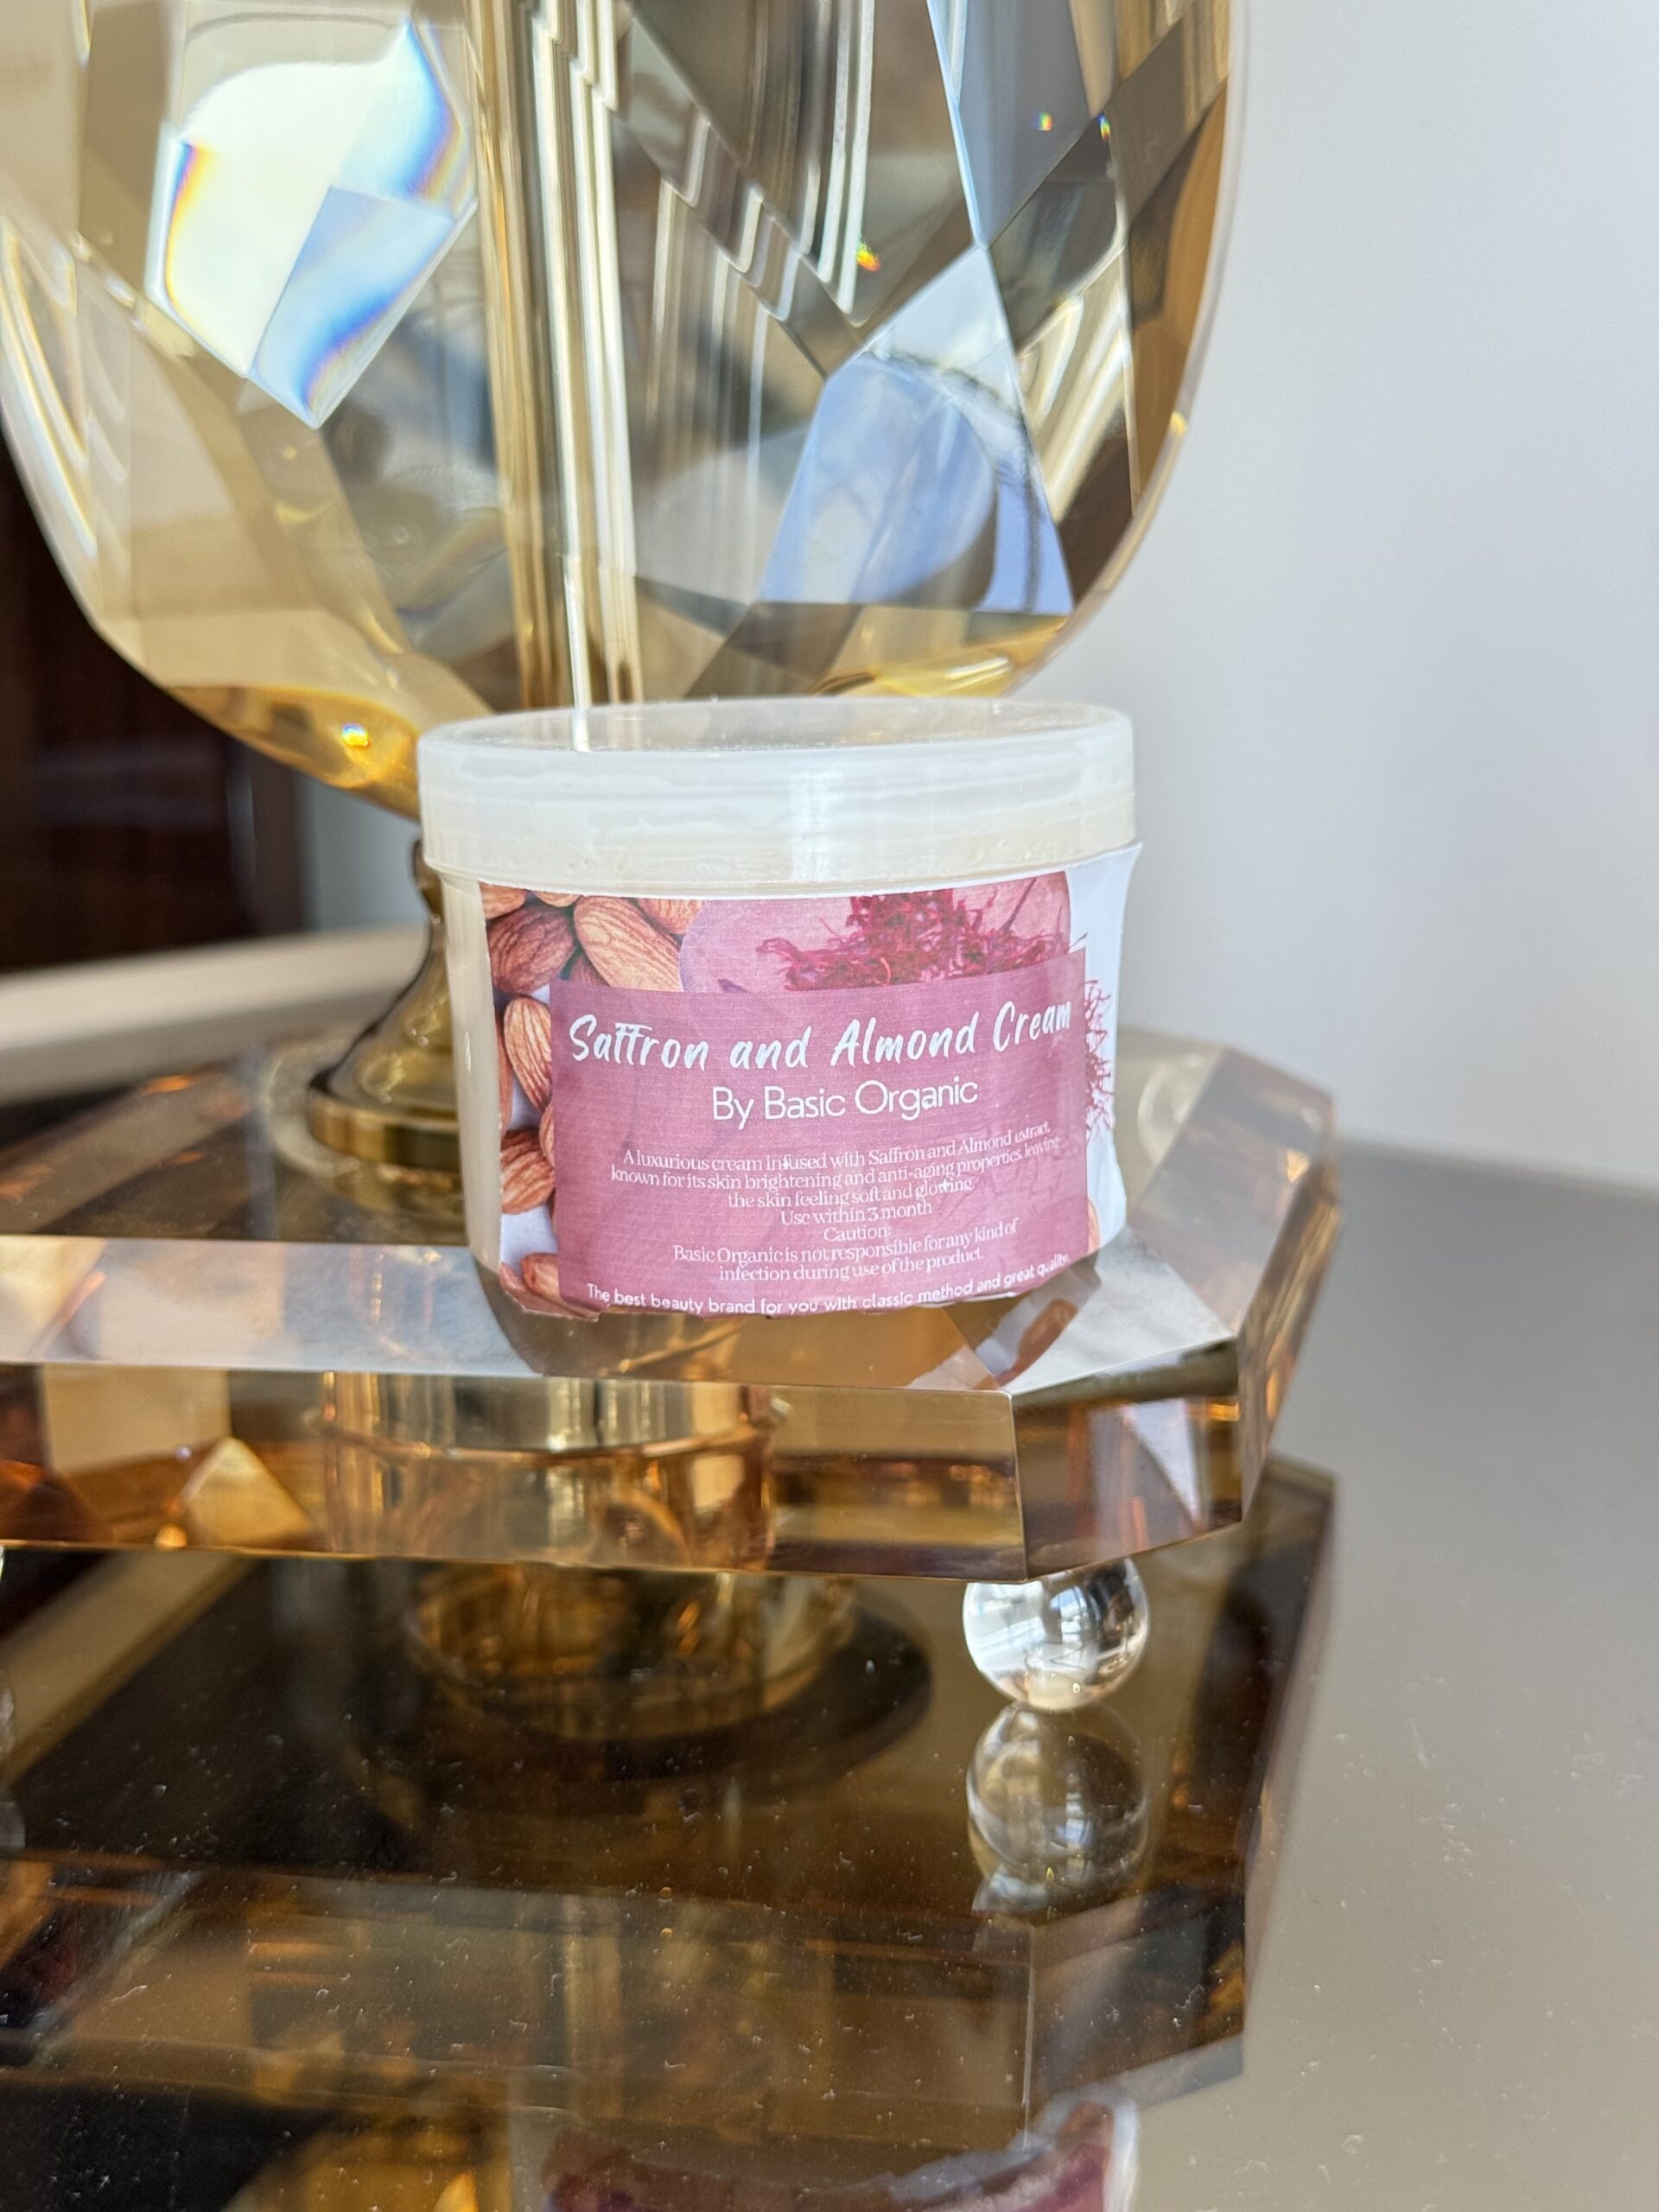 Saffron and Almond Cream
By Basic Organic
A luxurious cream infused with Saffron and Almond extract,
known for its skin brightening and anti-aging properties, leaving
the skin feeling soft and glowing.
Use within 3 month
Caution:
Basic Organic is not responsible for any kind of
infection during use of the product.
The best beauty brand for you with classic method and great quality.